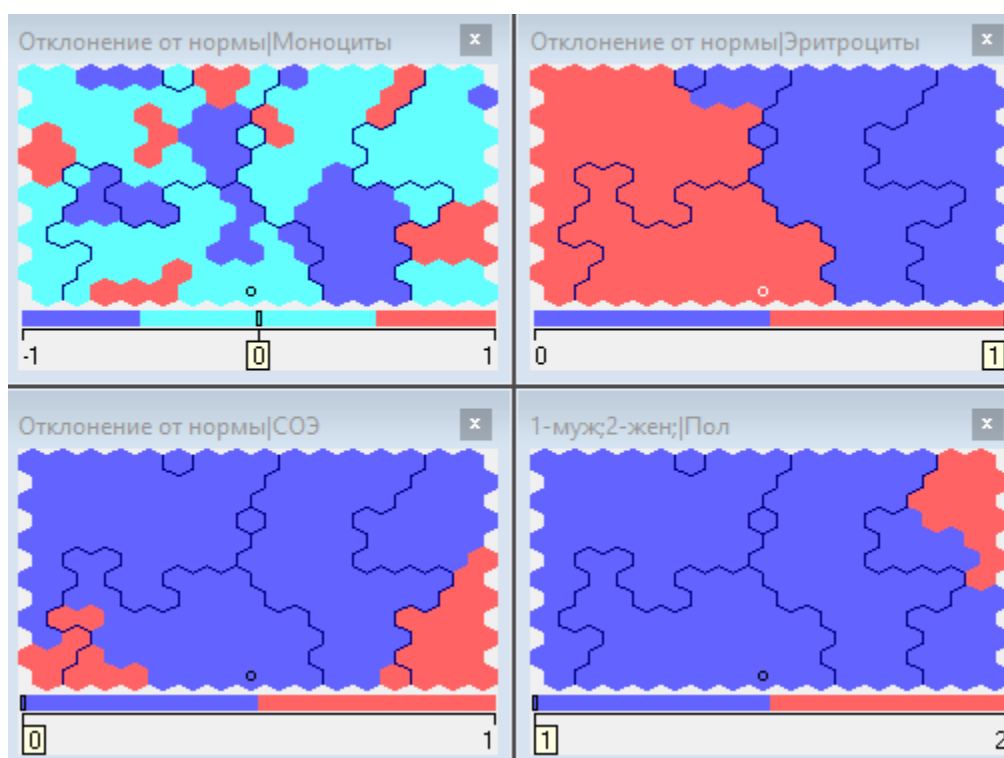 Отклонение от нормы|Моноциты x
Отклонение от нормы|Эритроциты x
-1 0 1
0 1
Отклонение от нормы|СОЭ x
1-муж;2-жен;|Пол x
0 1
1 2